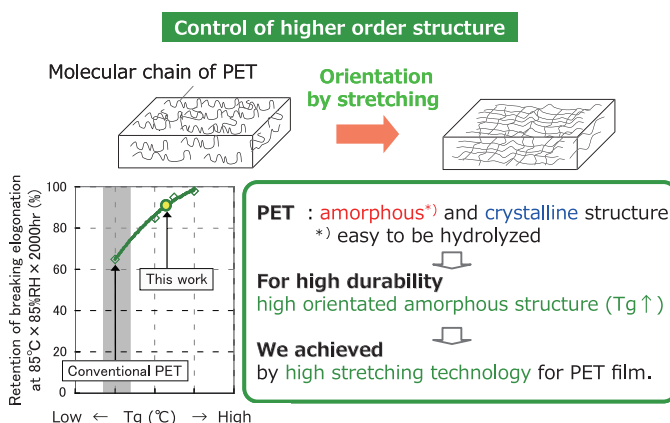 Control of higher order structure
Molecular chain of PET
Orientation
by stretching
Retention of breaking elogonation
at 85℃×85%RH×2000hr (%)
100
80
60
40
20
0
This work
Conventional PET
Low ← Tg (℃) → High
PET : amorphous*) and crystalline structure
*) easy to be hydrolyzed
For high durability
high orientated amorphous structure (Tg↑)
We achieved
by high stretching technology for PET film.